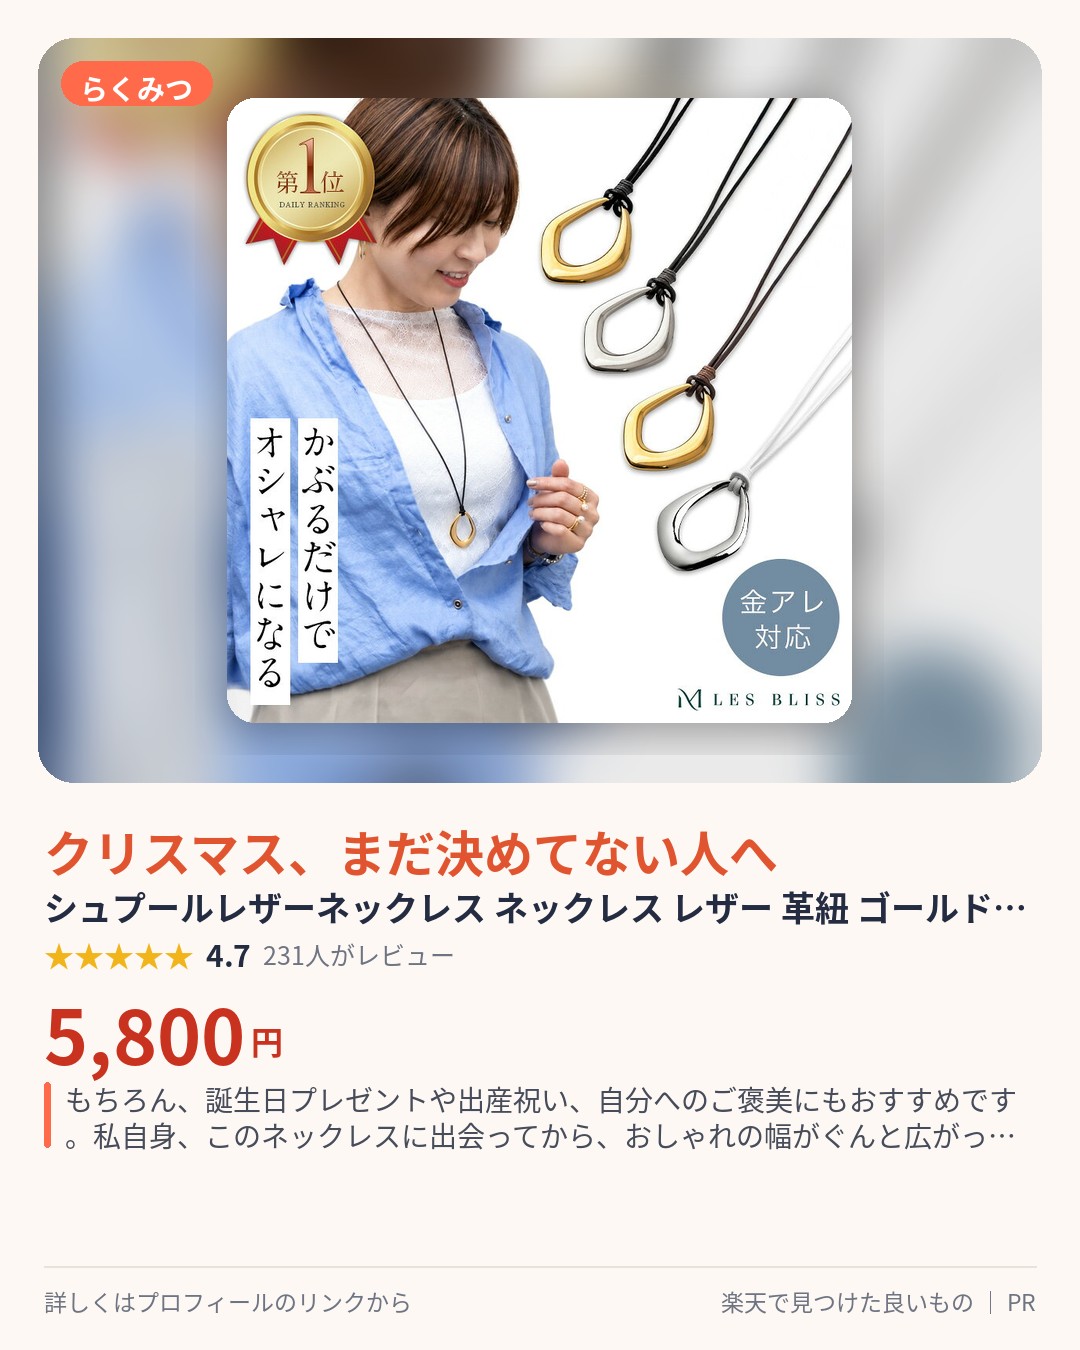 らくみつ
第1位
DAILY RANKING
かぶるだけで
オシャレになる
金アレ
対応
LES BLISS
クリスマス、まだ決めてない人へ
シュプールレザーネックレス ネックレス レザー 革紐 ゴールド…
★★★★★ 4.7 231人がレビュー
5,800円
もちろん、誕生日プレゼントや出産祝い、自分へのご褒美にもおすすめです
。私自身、このネックレスに出会ってから、おしゃれの幅がぐんと広がっ…
詳しくはプロフィールのリンクから
楽天で見つけた良いもの｜PR